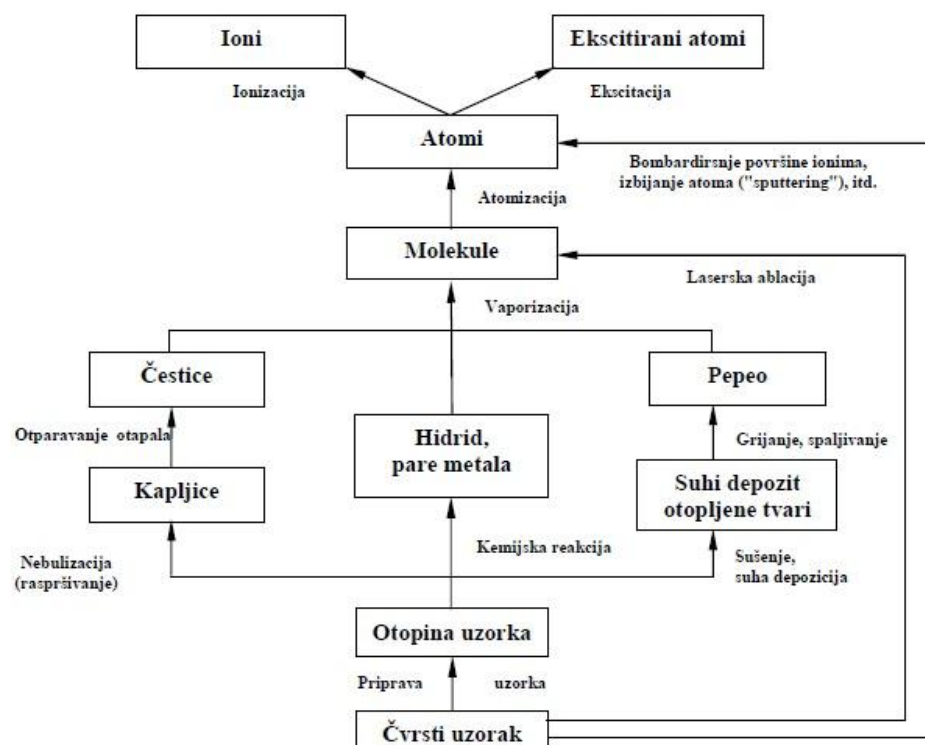 Ioni
Ekscitirani atomi
Ionizacija
Ekscitacija
Atomi
Bombardirsnje površine ionima,
izbijanje atoma ("sputtering"), itd.
Atomizacija
Molekule
Laserska ablacija
Vaporizacija
Čestice
Pepeo
Otparavanje otapala
Hidrid,
pare metala
Grijanje, spaljivanje
Kapljice
Suhi depozit
otopljene tvari
Nebulizacija
(raspršivanje)
Kemijska reakcija
Sušenje,
suha depozicija
Otopina uzorka
Priprava uzorka
Čvrsti uzorak